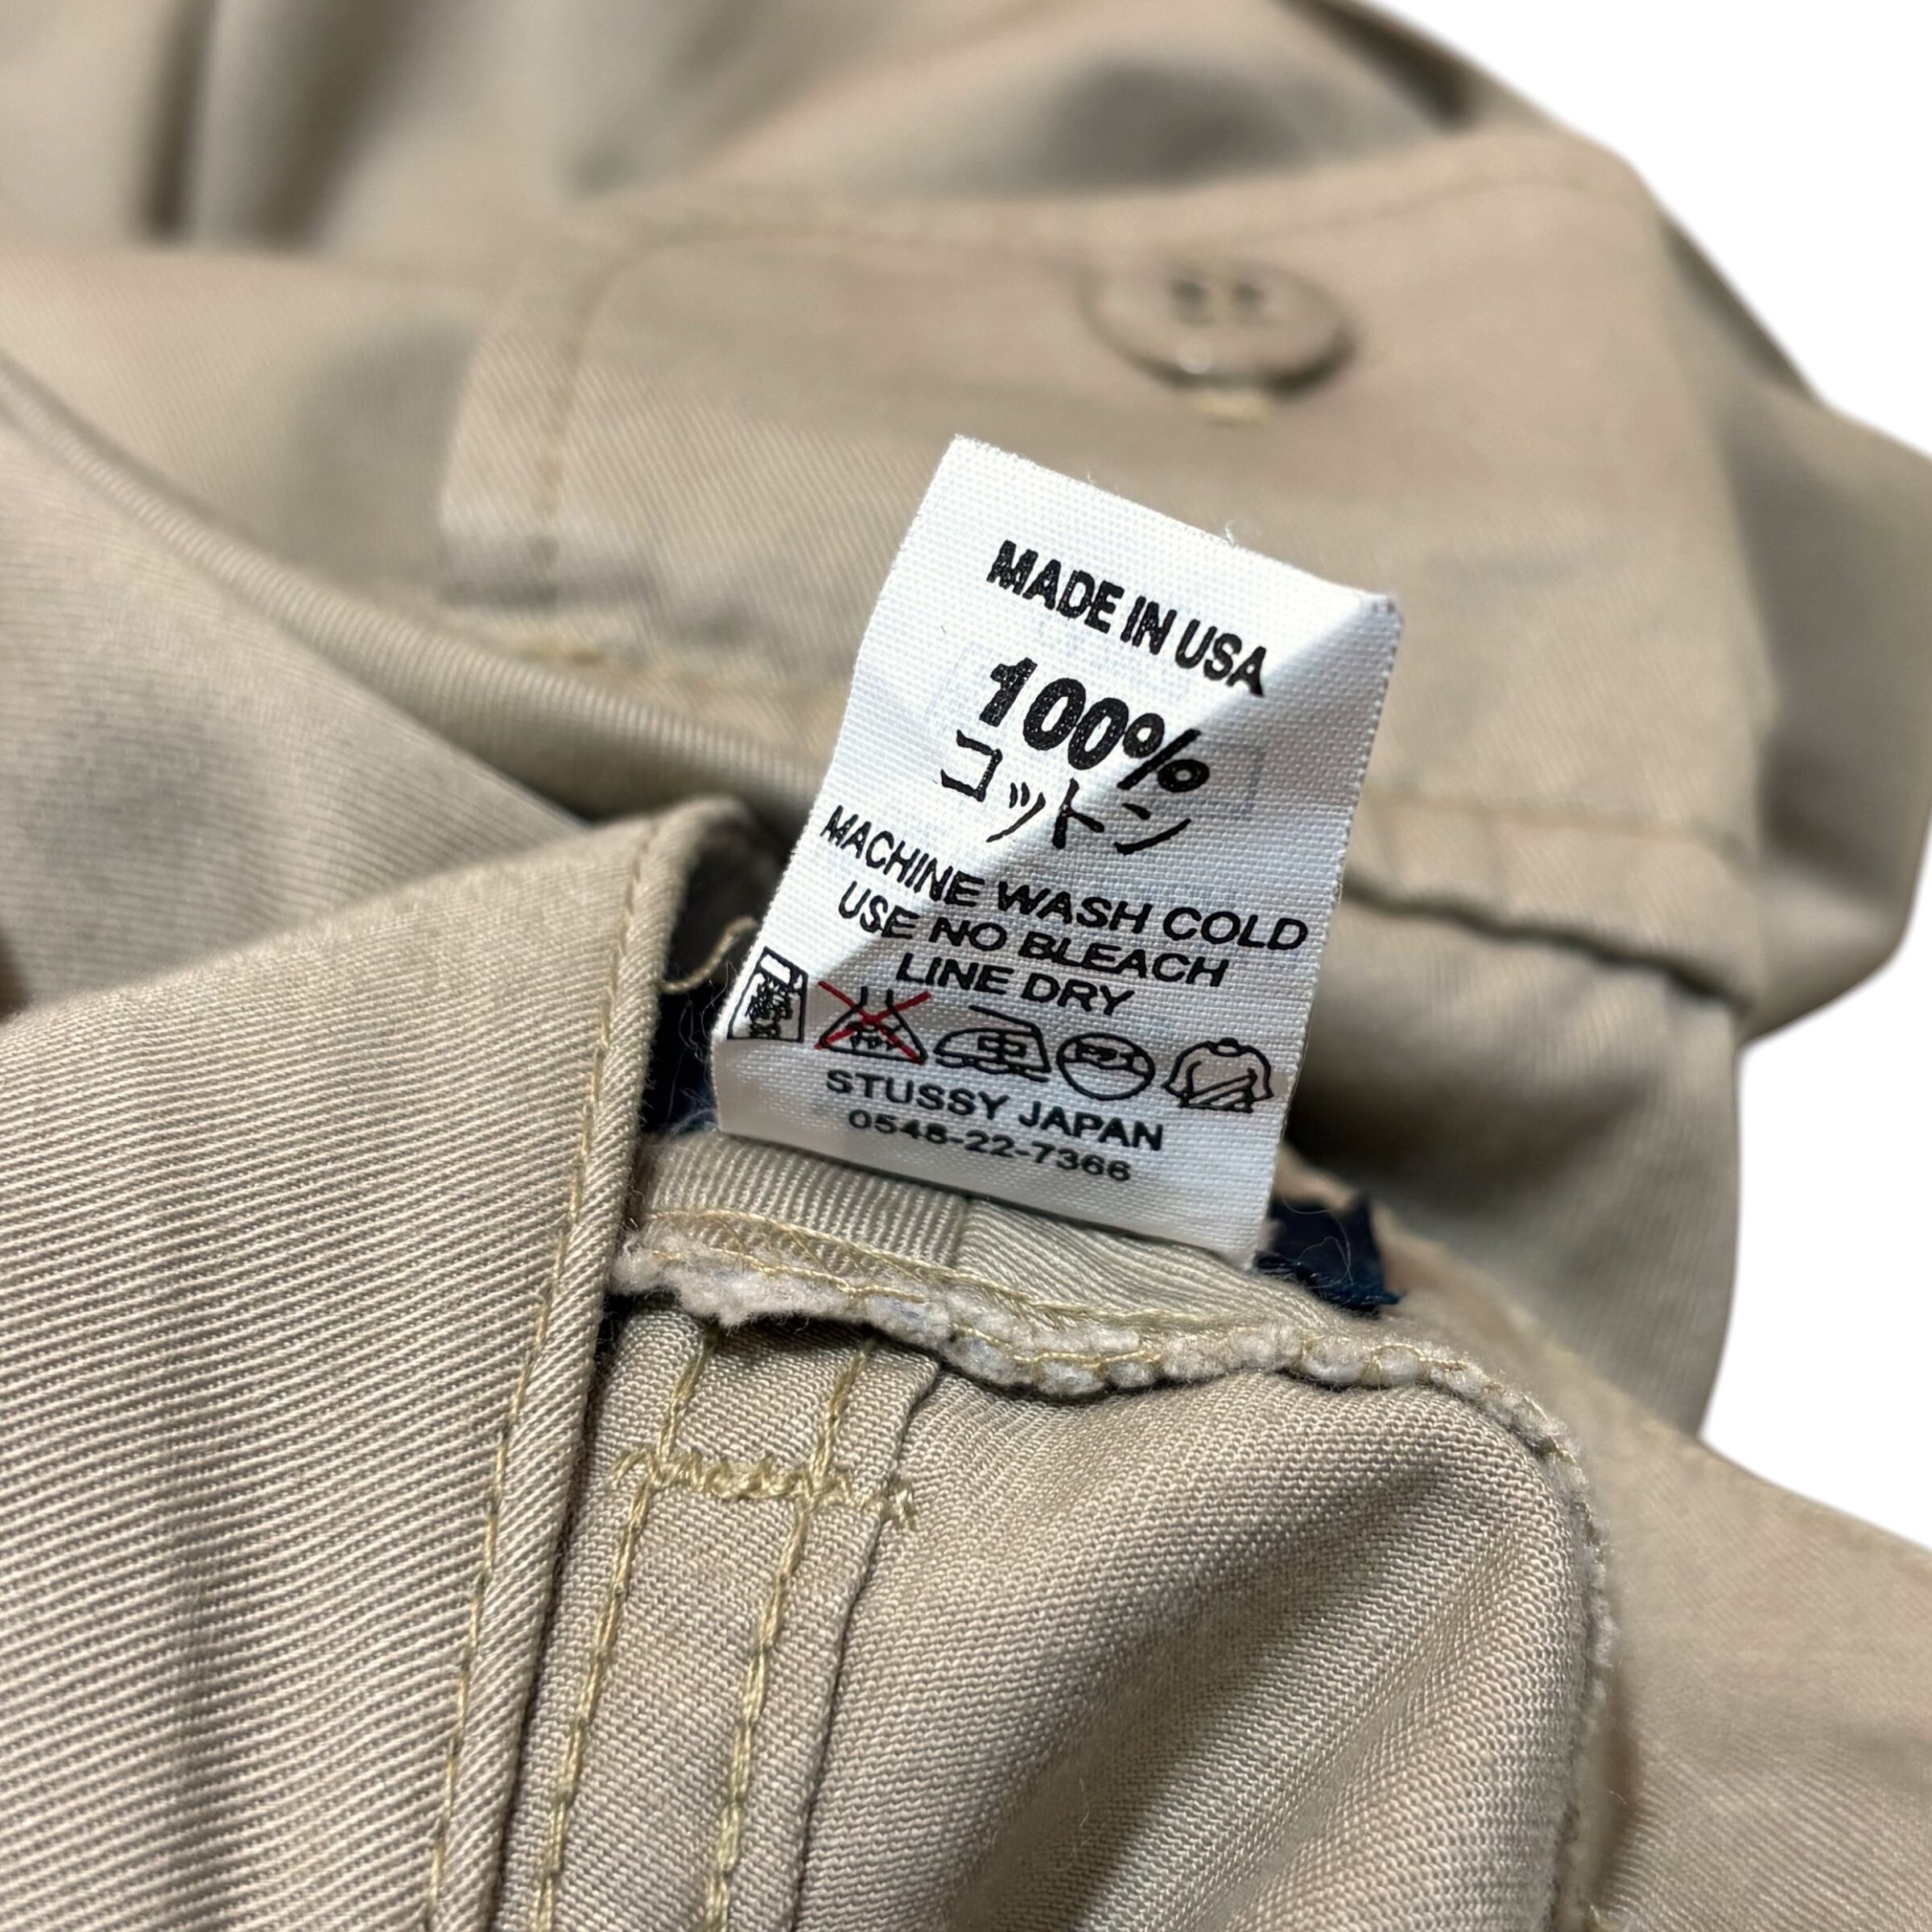 MADE IN USA
100%
コットン
MACHINE WASH COLD
USE NO BLEACH
LINE DRY
STUSSY JAPAN
0548-22-7366